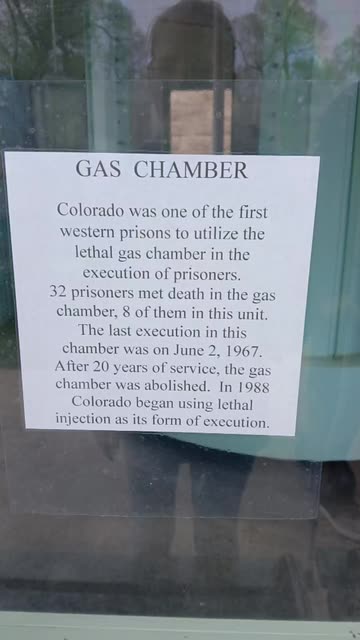 GAS CHAMBER
Colorado was one of the first
western prisons to utilize the
lethal gas chamber in the
execution of prisoners.
32 prisoners met death in the gas
chamber, 8 of them in this unit.
The last execution in this
chamber was on June 2, 1967.
After 20 years of service, the gas
chamber was abolished. In 1988
Colorado began using lethal
injection as its form of execution.